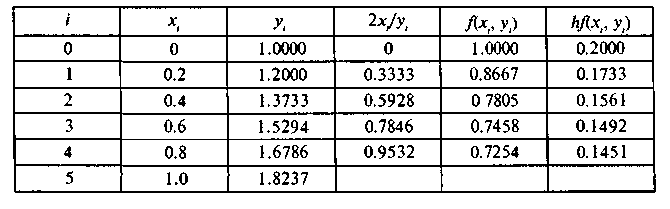 i x_i y_i 2x_i/y_i f(x_i, y_i) hf(x_i, y_i)
0 0 1.0000 0 1.0000 0.2000
1 0.2 1.2000 0.3333 0.8667 0.1733
2 0.4 1.3733 0.5928 0 7805 0.1561
3 0.6 1.5294 0.7846 0.7458 0.1492
4 0.8 1.6786 0.9532 0.7254 0.1451
5 1.0 1.8237